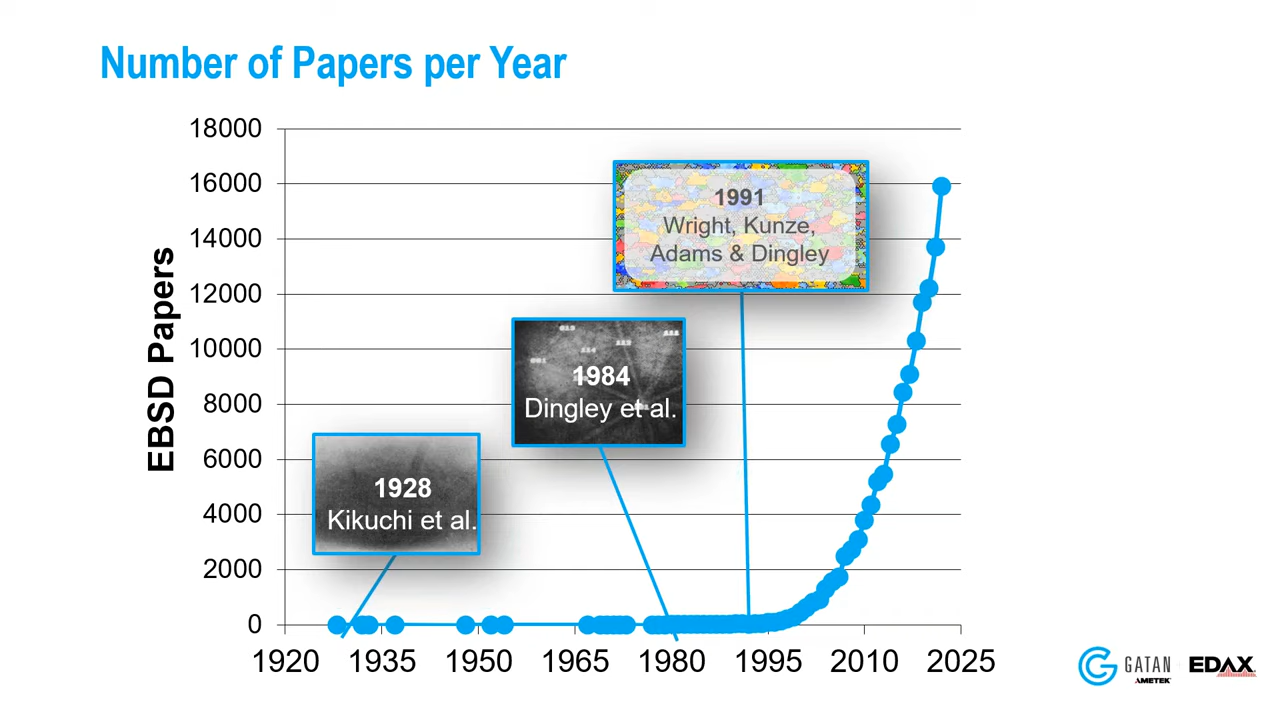 Number of Papers per Year
EBSD Papers
18000
16000
14000
12000
10000
8000
6000
4000
2000
0
1920 1935 1950 1965 1980 1995 2010 2025
1928
Kikuchi et al.
1984
Dingley et al.
1991
Wright, Kunze,
Adams & Dingley
GATAN
AMETEK
EDAX